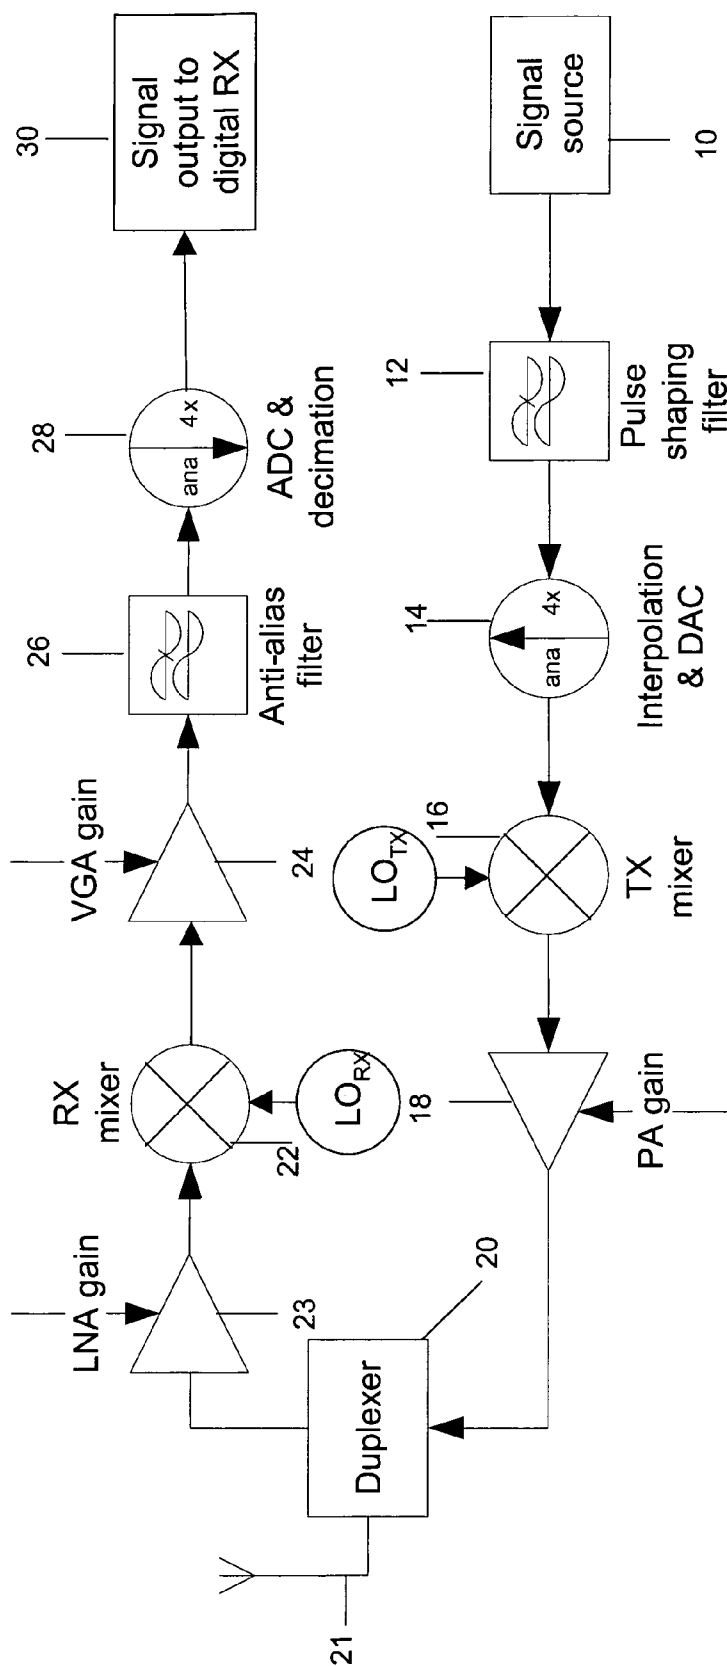 LNA gain
RX
mixer
VGA gain
26
28
30
Anti-alias
filter
ana
4x
ADC &
decimation
Signal
output to
digital RX
23
22
LO RX
24
21
Duplexer
20
18
PA gain
LO TX
16
TX
mixer
14
ana
4x
Interpolation
& DAC
12
Pulse
shaping
filter
Signal
source
10